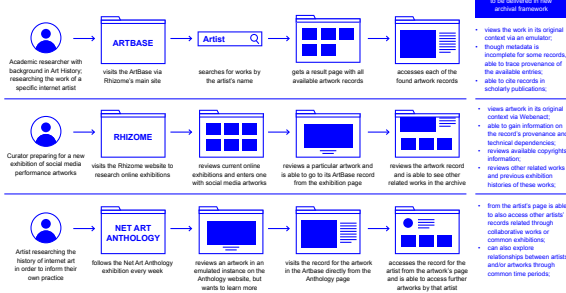 to be delivered in new
archival framework
ARTBASE
Artist
Academic researcher with
background in Art History;
researching the work of a
specific internet artist
visits the ArtBase via
Rhizome's main site
searches for works by
the artist's name
gets a result page with all
available artwork records
accesses each of the
found artwork records
• views the work in its original
context via an emulator;
• though metadata is
incomplete for some records,
able to trace provenance of
the available entries;
• able to cite records in
scholarly publications;
RHIZOME
Curator preparing for a new
exhibition of social media
performance artworks
visits the Rhizome website to
research online exhibitions
reviews current online
exhibitions and enters one
with social media artworks
reviews a particular artwork and
is able to go to its ArtBase record
from the exhibition page
reviews the artwork record
and is able to see other
related works in the archive
• views artwork in its original
context via Webenact;
• able to gain information on
the record's provenance and
technical dependencies;
• reviews available copyrights
information;
• reviews other related works
and previous exhibition
histories of these works;
NET ART
ANTHOLOGY
Artist researching the
history of internet art
in order to inform their
own practice
follows the Net Art Anthology
exhibition every week
reviews an artwork in an
emulated instance on the
Anthology website, but
wants to learn more
visits the record for the artwork
in the Artbase directly from the
Anthology page
accesses the record for the
artist from the artwork's page
and is able to access further
artworks by that artist
• from the artist's page is able
to also access other artists'
records related through
collaborative works or
common exhibitions;
• can also explore
relationships between artists
and/or artworks through
common time periods;